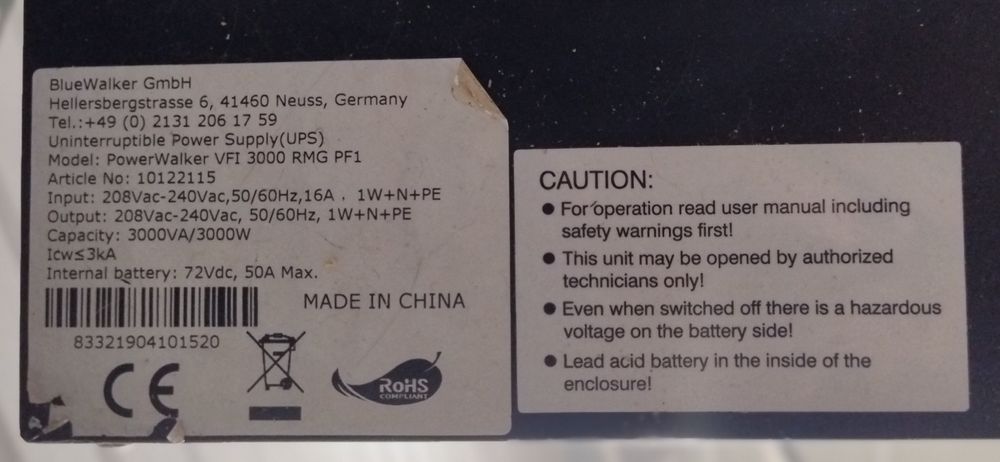 BlueWalker GmbH
Hellersbergstrasse 6, 41460 Neuss, Germany
Tel.:+49 (0) 2131 206 17 59
Uninterruptible Power Supply(UPS)
Model: PowerWalker VFI 3000 RMG PF1
Article No: 10122115
Input: 208Vac-240Vac,50/60Hz,16A , 1W+N+PE
Output: 208Vac-240Vac, 50/60Hz, 1W+N+PE
Capacity: 3000VA/3000W
Icw≤3kA
Internal battery: 72Vdc, 50A Max.
MADE IN CHINA
83321904101520
CE
RoHS
COMPLIANT
CAUTION:
● For operation read user manual including
safety warnings first!
● This unit may be opened by authorized
technicians only!
● Even when switched off there is a hazardous
voltage on the battery side!
● Lead acid battery in the inside of the
enclosure!